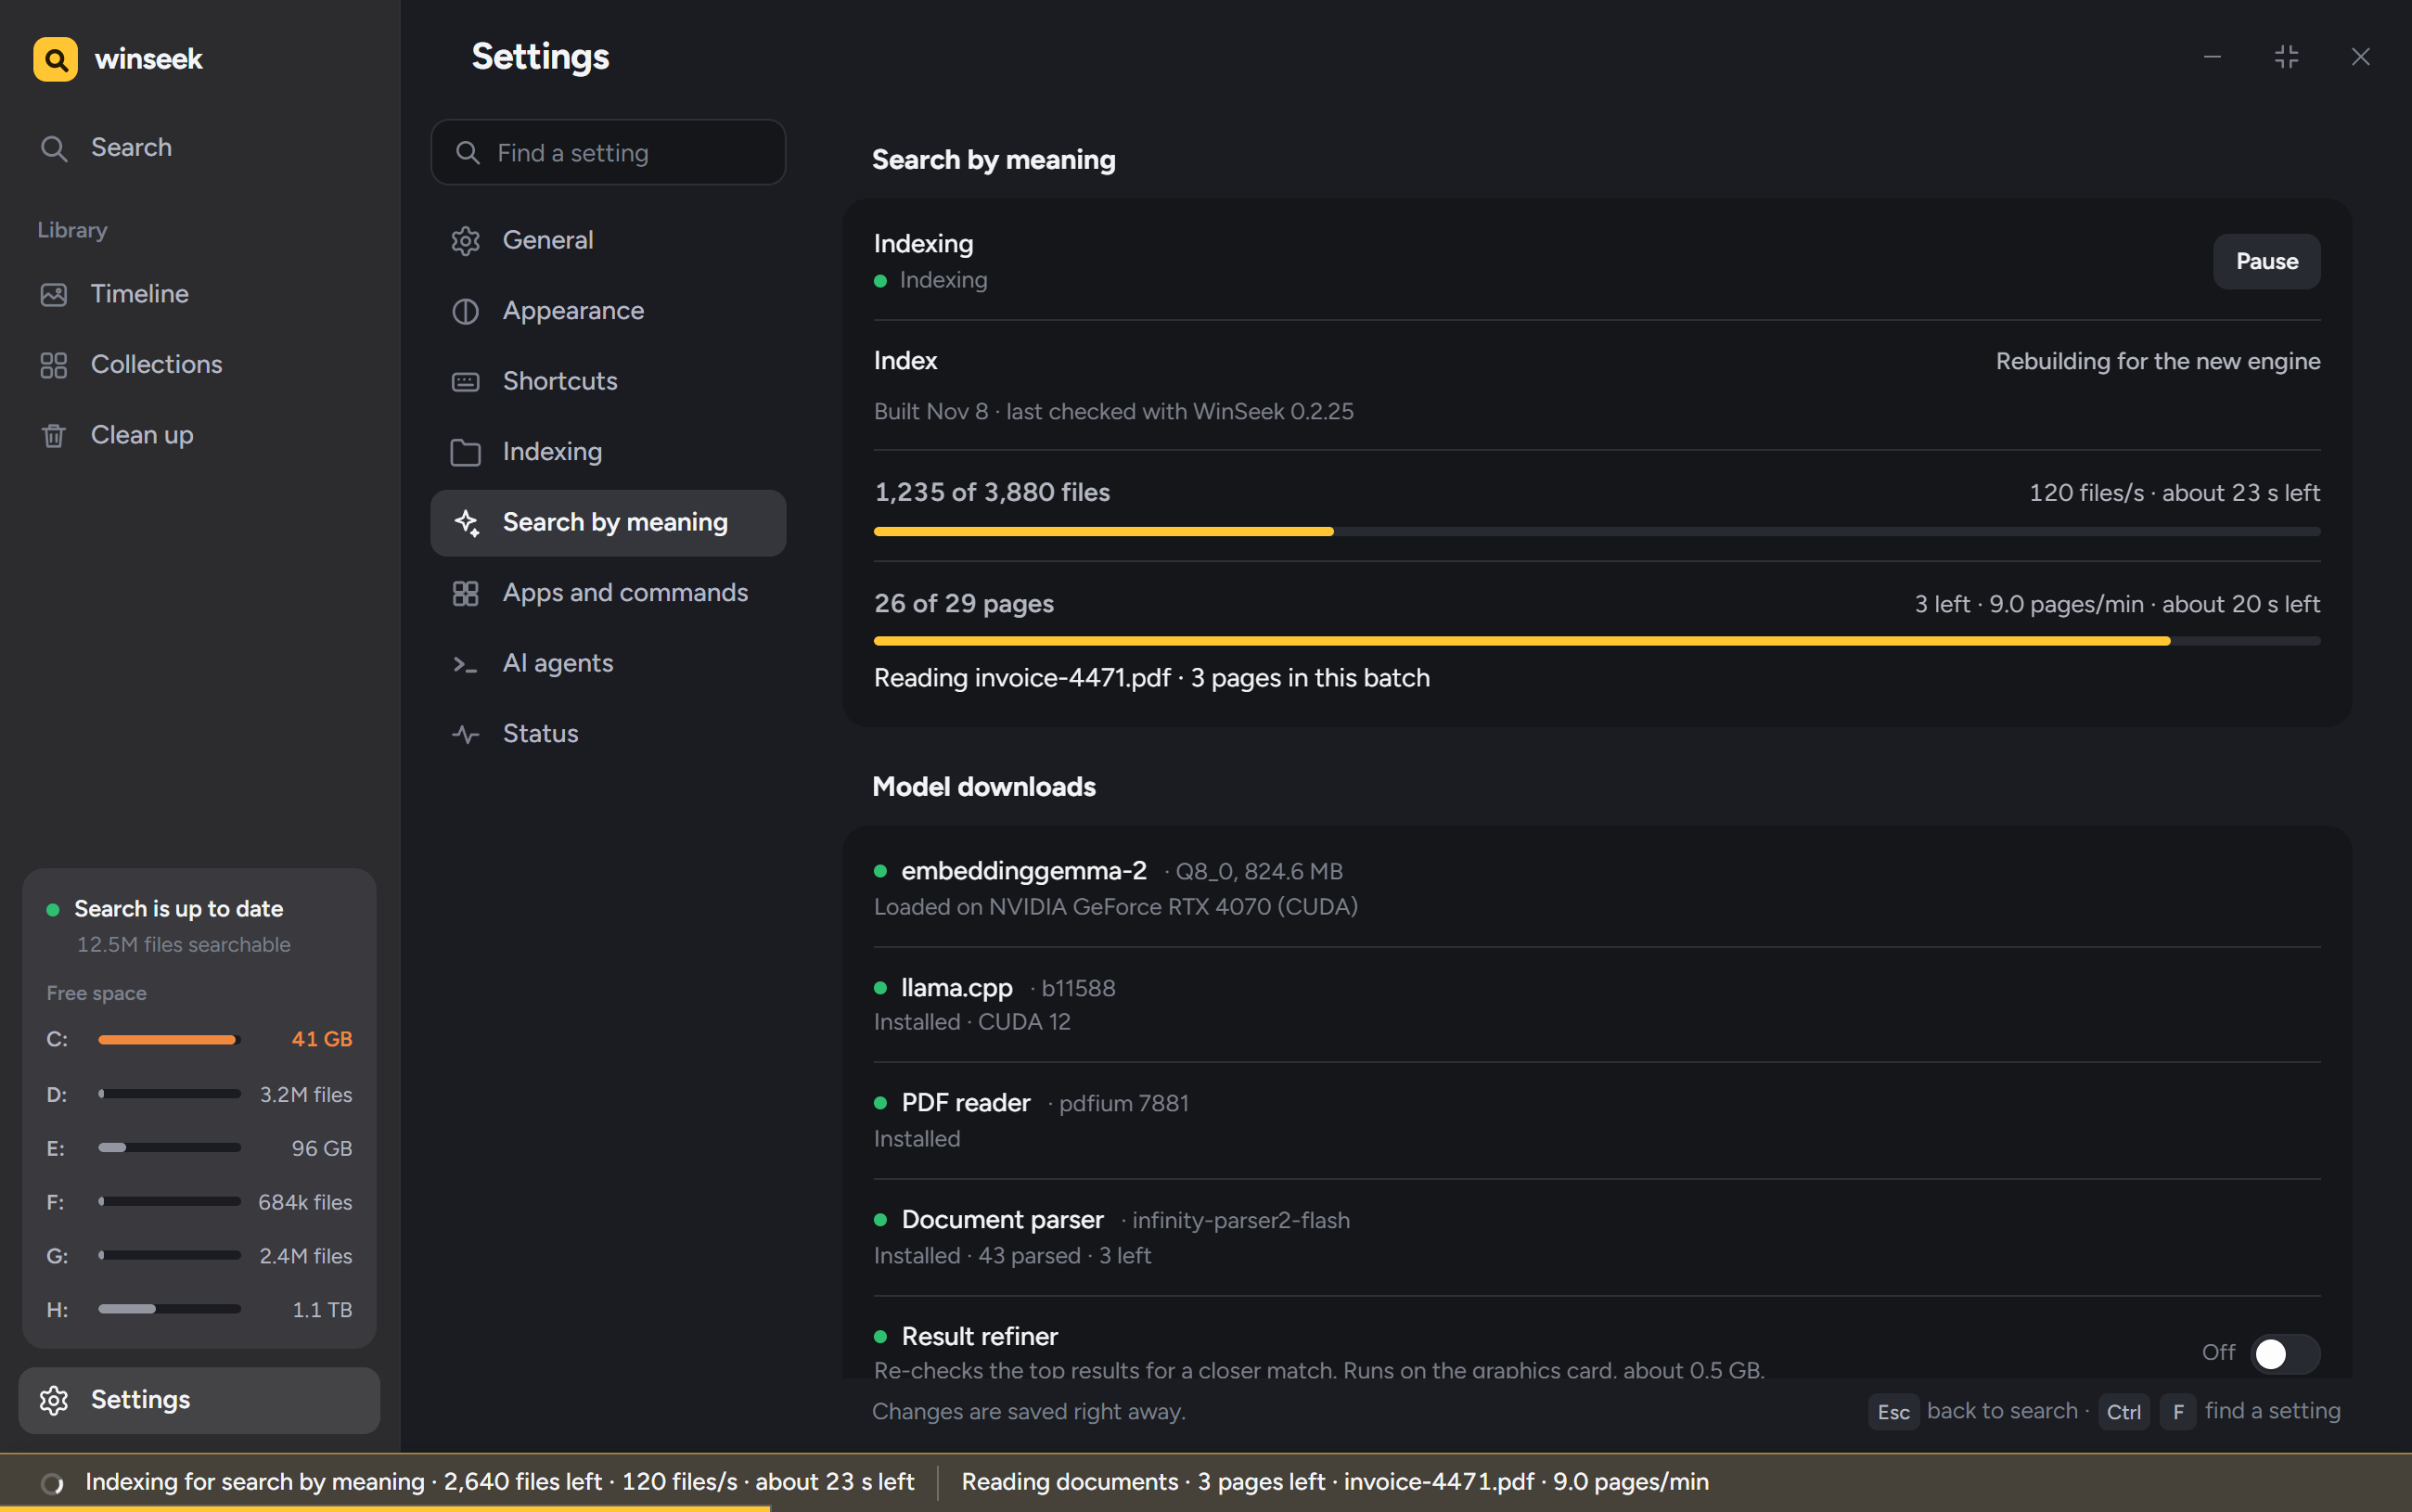 winseek
Search
Library
Timeline
Collections
Clean up
Search is up to date
12.5M files searchable
Free space
C: 41 GB
D: 3.2M files
E: 96 GB
F: 684k files
G: 2.4M files
H: 1.1 TB
Settings
Settings
Find a setting
General
Appearance
Shortcuts
Indexing
Search by meaning
Apps and commands
AI agents
Status
Search by meaning
Indexing
Indexing
Pause
Index Rebuilding for the new engine
Built Nov 8 · last checked with WinSeek 0.2.25
1,235 of 3,880 files 120 files/s · about 23 s left
26 of 29 pages 3 left · 9.0 pages/min · about 20 s left
Reading invoice-4471.pdf · 3 pages in this batch
Model downloads
embeddinggemma-2 · Q8_0, 824.6 MB
Loaded on NVIDIA GeForce RTX 4070 (CUDA)
llama.cpp · b11588
Installed · CUDA 12
PDF reader · pdfium 7881
Installed
Document parser · infinity-parser2-flash
Installed · 43 parsed · 3 left
Result refiner
Off
Re-checks the top results for a closer match. Runs on the graphics card, about 0.5 GB.
Changes are saved right away. Esc back to search · Ctrl F find a setting
Indexing for search by meaning · 2,640 files left · 120 files/s · about 23 s left Reading documents · 3 pages left · invoice-4471.pdf · 9.0 pages/min